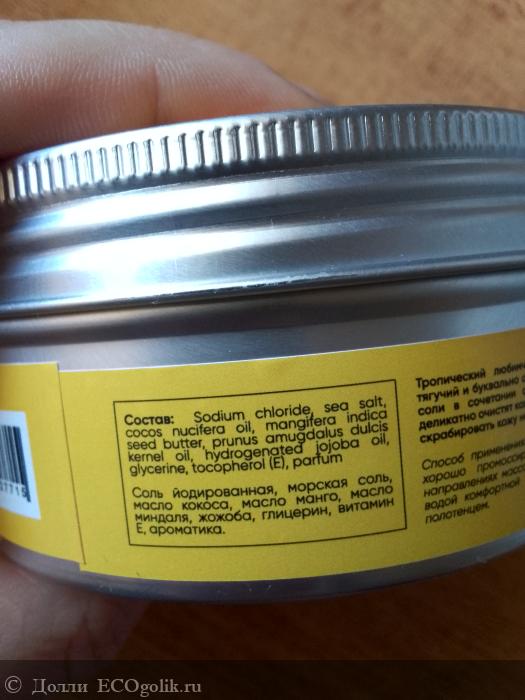 Состав: Sodium chloride, sea salt,
cocos nucifera oil, mangifera indica
seed butter, prunus amugdalus dulcis
kernel oil, hydrogenated jojoba oil,
glycerine, tocopherol (E), parfum
Соль йодированная, морская соль,
масло кокоса, масло манго, масло
миндаля, жожоба, глицерин, витамин
Е, ароматика.
Тропический
тягучий и буквально
соли в сочетании
деликатно очистят
скрабировать кожу
Способ
хорошо
направлениях
водой комфортной
полотенцем.
7715
© Долли ECOgolik.ru